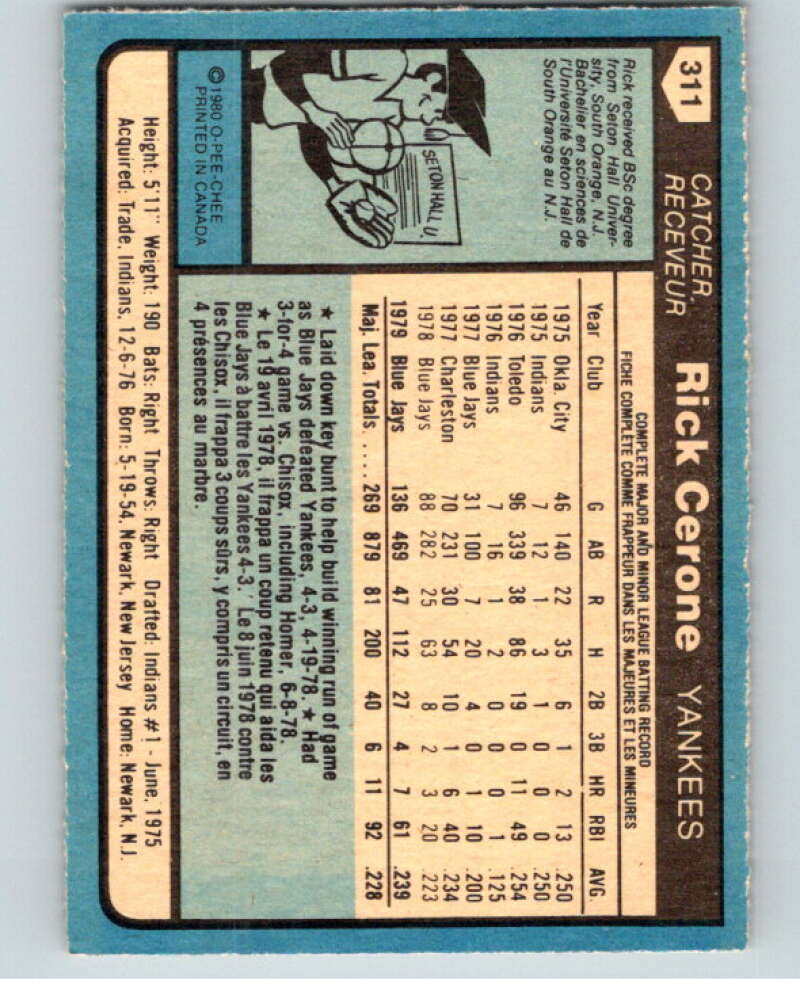 311
CATCHER,
RECEVEUR
Rick Cerone YANKEES
Rick received BSc degree
from Seton Hall Univer-
sity, South Orange, N.J.
Bachelier en sciences de
l'Université Seton Hall de
South Orange au N.J.
SETON HALL U.
©1980 O-PEE-CHEE
PRINTED IN CANADA
COMPLETE MAJOR AND MINOR LEAGUE BATTING RECORD
FICHE COMPLÈTE COMME FRAPPEUR DANS LES MAJEURES ET LES MINEURES
Year Club G AB R H 2B 3B HR RBI AVG.
1975 Okla. City 46 140 22 35 6 1 2 13 .250
1975 Indians 7 12 1 3 1 0 0 0 .250
1976 Toledo 96 339 38 86 19 0 11 49 .254
1976 Indians 7 16 1 2 0 0 0 1 .125
1977 Blue Jays 31 100 7 20 4 0 1 10 .200
1977 Charleston 70 231 30 54 10 1 6 40 .234
1978 Blue Jays 88 282 25 63 8 2 3 20 .223
1979 Blue Jays 136 469 47 112 27 4 7 61 .239
Maj. Lea. Totals. .... 269 879 81 200 40 6 11 92 .228
★ Laid down key bunt to help build winning run of game
as Blue Jays defeated Yankees, 4-3, 4-19-78. ★ Had
3-for-4 game vs. Chisox, including Homer, 6-8-78.
★ Le 19 avril 1978, il frappa un coup retenu qui aida les
Blue Jays à battre les Yankees 4-3. Le 8 juin 1978 contre
les Chisox, il frappa 3 coups sûrs, y compris un circuit, en
4 présences au marbre.
Height: 5'11" Weight: 190 Bats: Right Throws: Right Drafted: Indians #1 - June, 1975
Acquired: Trade, Indians, 12-6-76 Born: 5-19-54, Newark, New Jersey Home: Newark, N.J.